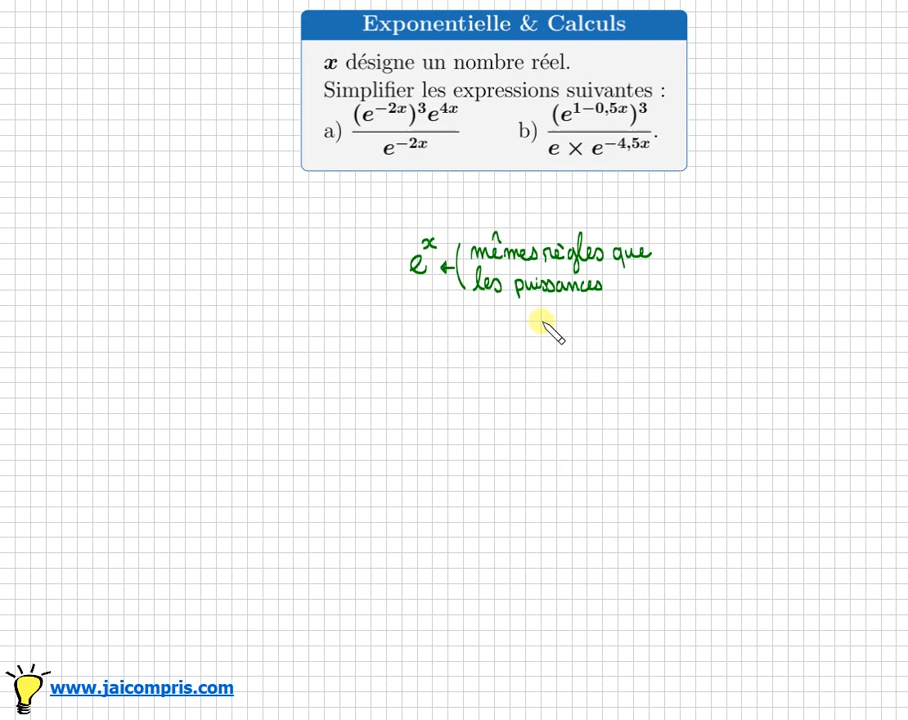 Exponentielle & Calculs
x désigne un nombre réel.
Simplifier les expressions suivantes :
a) (e^{-2x})^3 e^{4x} / e^{-2x}   b) (e^{1-0,5x})^3 / e × e^{-4,5x}.
e^x ← ( mêmes règles que
les puissances
www.jaicompris.com